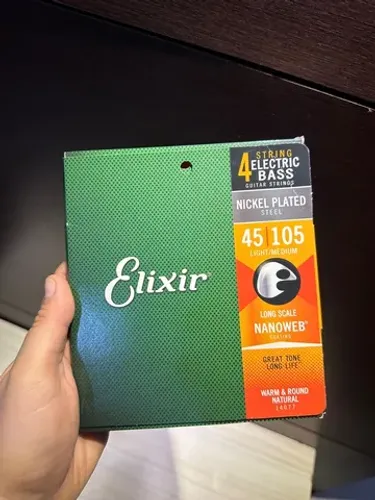 4 STRING
ELECTRIC
BASS
GUITAR STRINGS
NICKEL PLATED
STEEL
45|105
LIGHT/MEDIUM
Elixir®
LONG SCALE
NANOWEB®
COATING
GREAT TONE
LONG LIFE
WARM & ROUND
NATURAL
14077